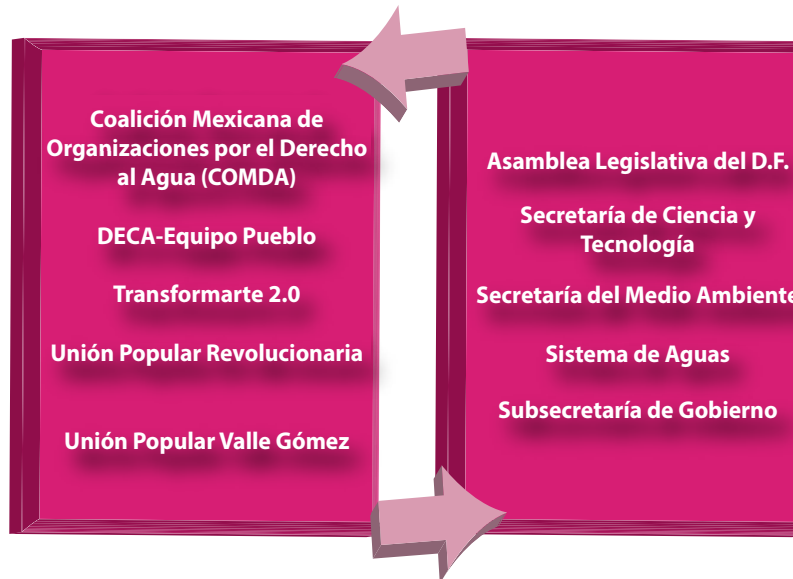 Coalición Mexicana de
Organizaciones por el Derecho
al Agua (COMDA)
DECA-Equipo Pueblo
Transformarte 2.0
Unión Popular Revolucionaria
Unión Popular Valle Gómez
Asamblea Legislativa del D.F.
Secretaría de Ciencia y
Tecnología
Secretaría del Medio Ambiente
Sistema de Aguas
Subsecretaría de Gobierno